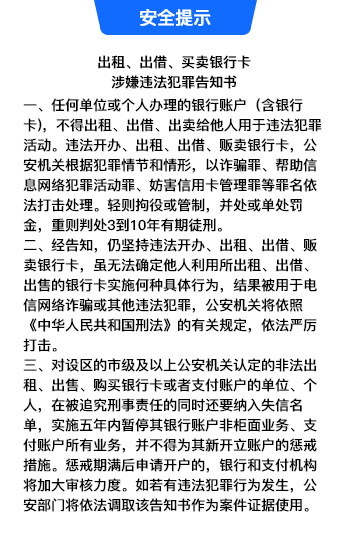 安全提示
出租、出借、买卖银行卡
涉嫌违法犯罪告知书
一、任何单位或个人办理的银行账户（含银行
卡)，不得出租、出借、出卖给他人用于违法犯罪
活动。违法开办、出租、出借、贩卖银行卡，公
安机关根据犯罪情节和情形，以诈骗罪、帮助信
息网络犯罪活动罪、妨害信用卡管理罪等罪名依
法打击处理。轻则拘役或管制，并处或单处罚
金，重则判处3到10年有期徒刑。
二、经告知，仍坚持违法开办、出租、出借、贩
卖银行卡，虽无法确定他人利用所出租、出借、
出售的银行卡实施何种具体行为，结果被用于电
信网络诈骗或其他违法犯罪，公安机关将依照
《中华人民共和国刑法》的有关规定，依法严厉
打击。
三、对设区的市级及以上公安机关认定的非法出
租、出售、购买银行卡或者支付账户的单位、个
人，在被追究刑事责任的同时还要纳入失信名
单，实施五年内暂停其银行账户非柜面业务、支
付账户所有业务，并不得为其新开立账户的惩戒
措施。惩戒期满后申请开户的，银行和支付机构
将加大审核力度。如若有违法犯罪行为发生，公
安部门将依法调取该告知书作为案件证据使用。